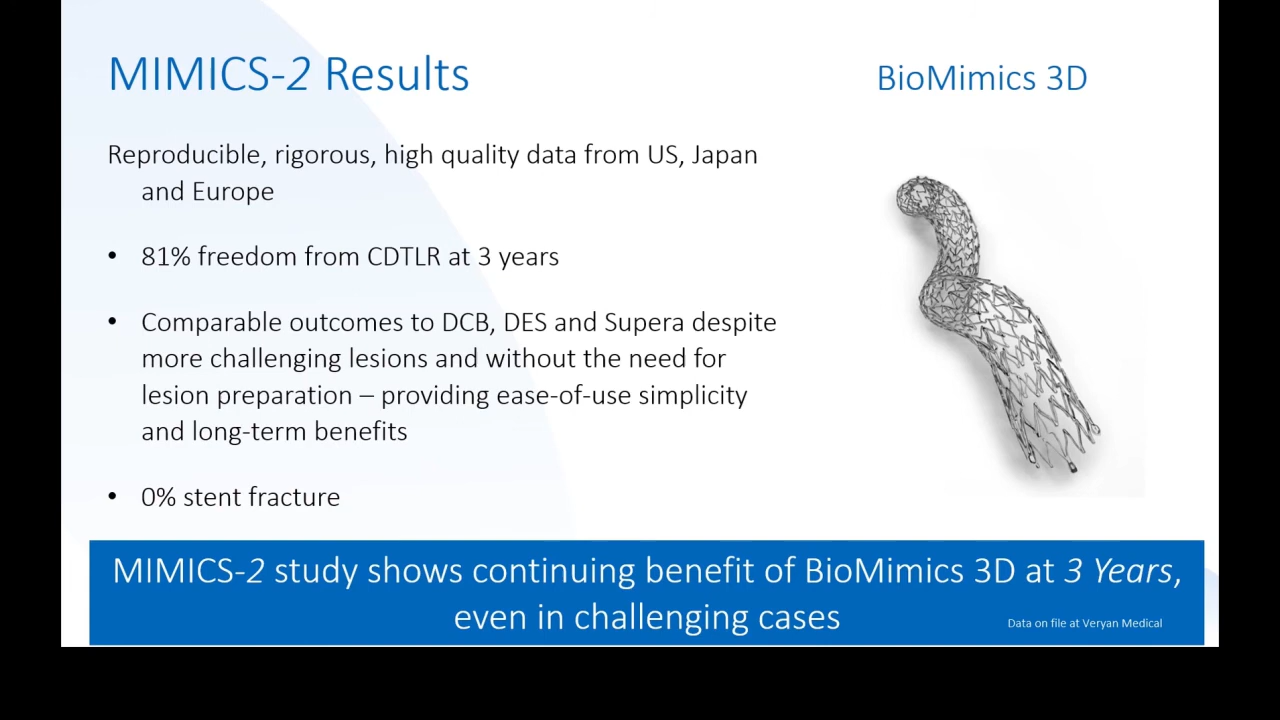 MIMICS-2 Results
BioMimics 3D
Reproducible, rigorous, high quality data from US, Japan
and Europe
• 81% freedom from CDTLR at 3 years
• Comparable outcomes to DCB, DES and Supera despite
more challenging lesions and without the need for
lesion preparation – providing ease-of-use simplicity
and long-term benefits
• 0% stent fracture
MIMICS-2 study shows continuing benefit of BioMimics 3D at 3 Years,
even in challenging cases
Data on file at Veryan Medical